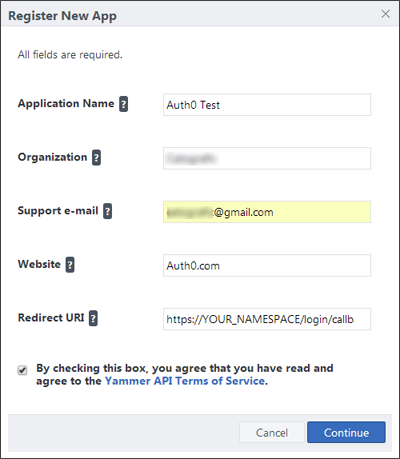 Register New App
All fields are required.
Application Name ?
Auth0 Test
Organization ?
Support e-mail ?
@gmail.com
Website ?
Auth0.com
Redirect URI ?
https://YOUR_NAMESPACE/login/callb
By checking this box, you agree that you have read and
agree to the Yammer API Terms of Service.
Cancel
Continue